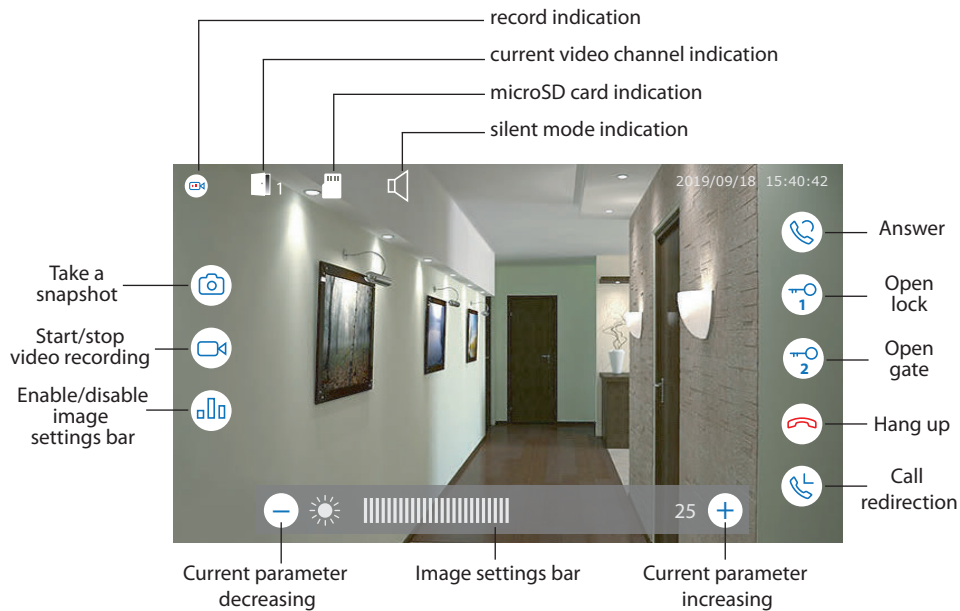 record indication
current video channel indication
microSD card indication
silent mode indication
1
2019/09/18 15:40:42
Answer
Take a
snapshot
Open
lock
1
Start/stop
video recording
Open
gate
2
Enable/disable
image
settings bar
Hang up
Call
redirection
25
Current parameter
decreasing
Image settings bar
Current parameter
increasing